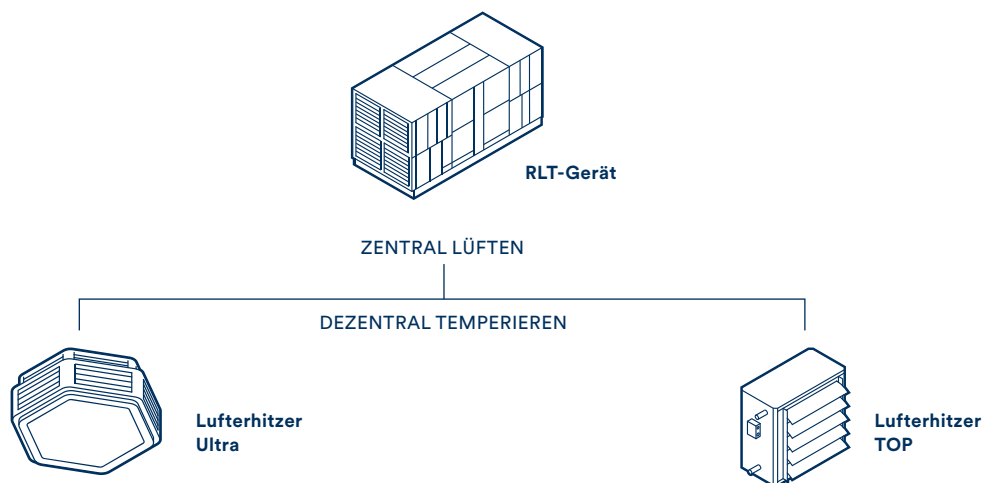 RLT-Gerät
ZENTRAL LÜFTEN
DEZENTRAL TEMPERIEREN
Lufterhitzer
Ultra
Lufterhitzer
TOP